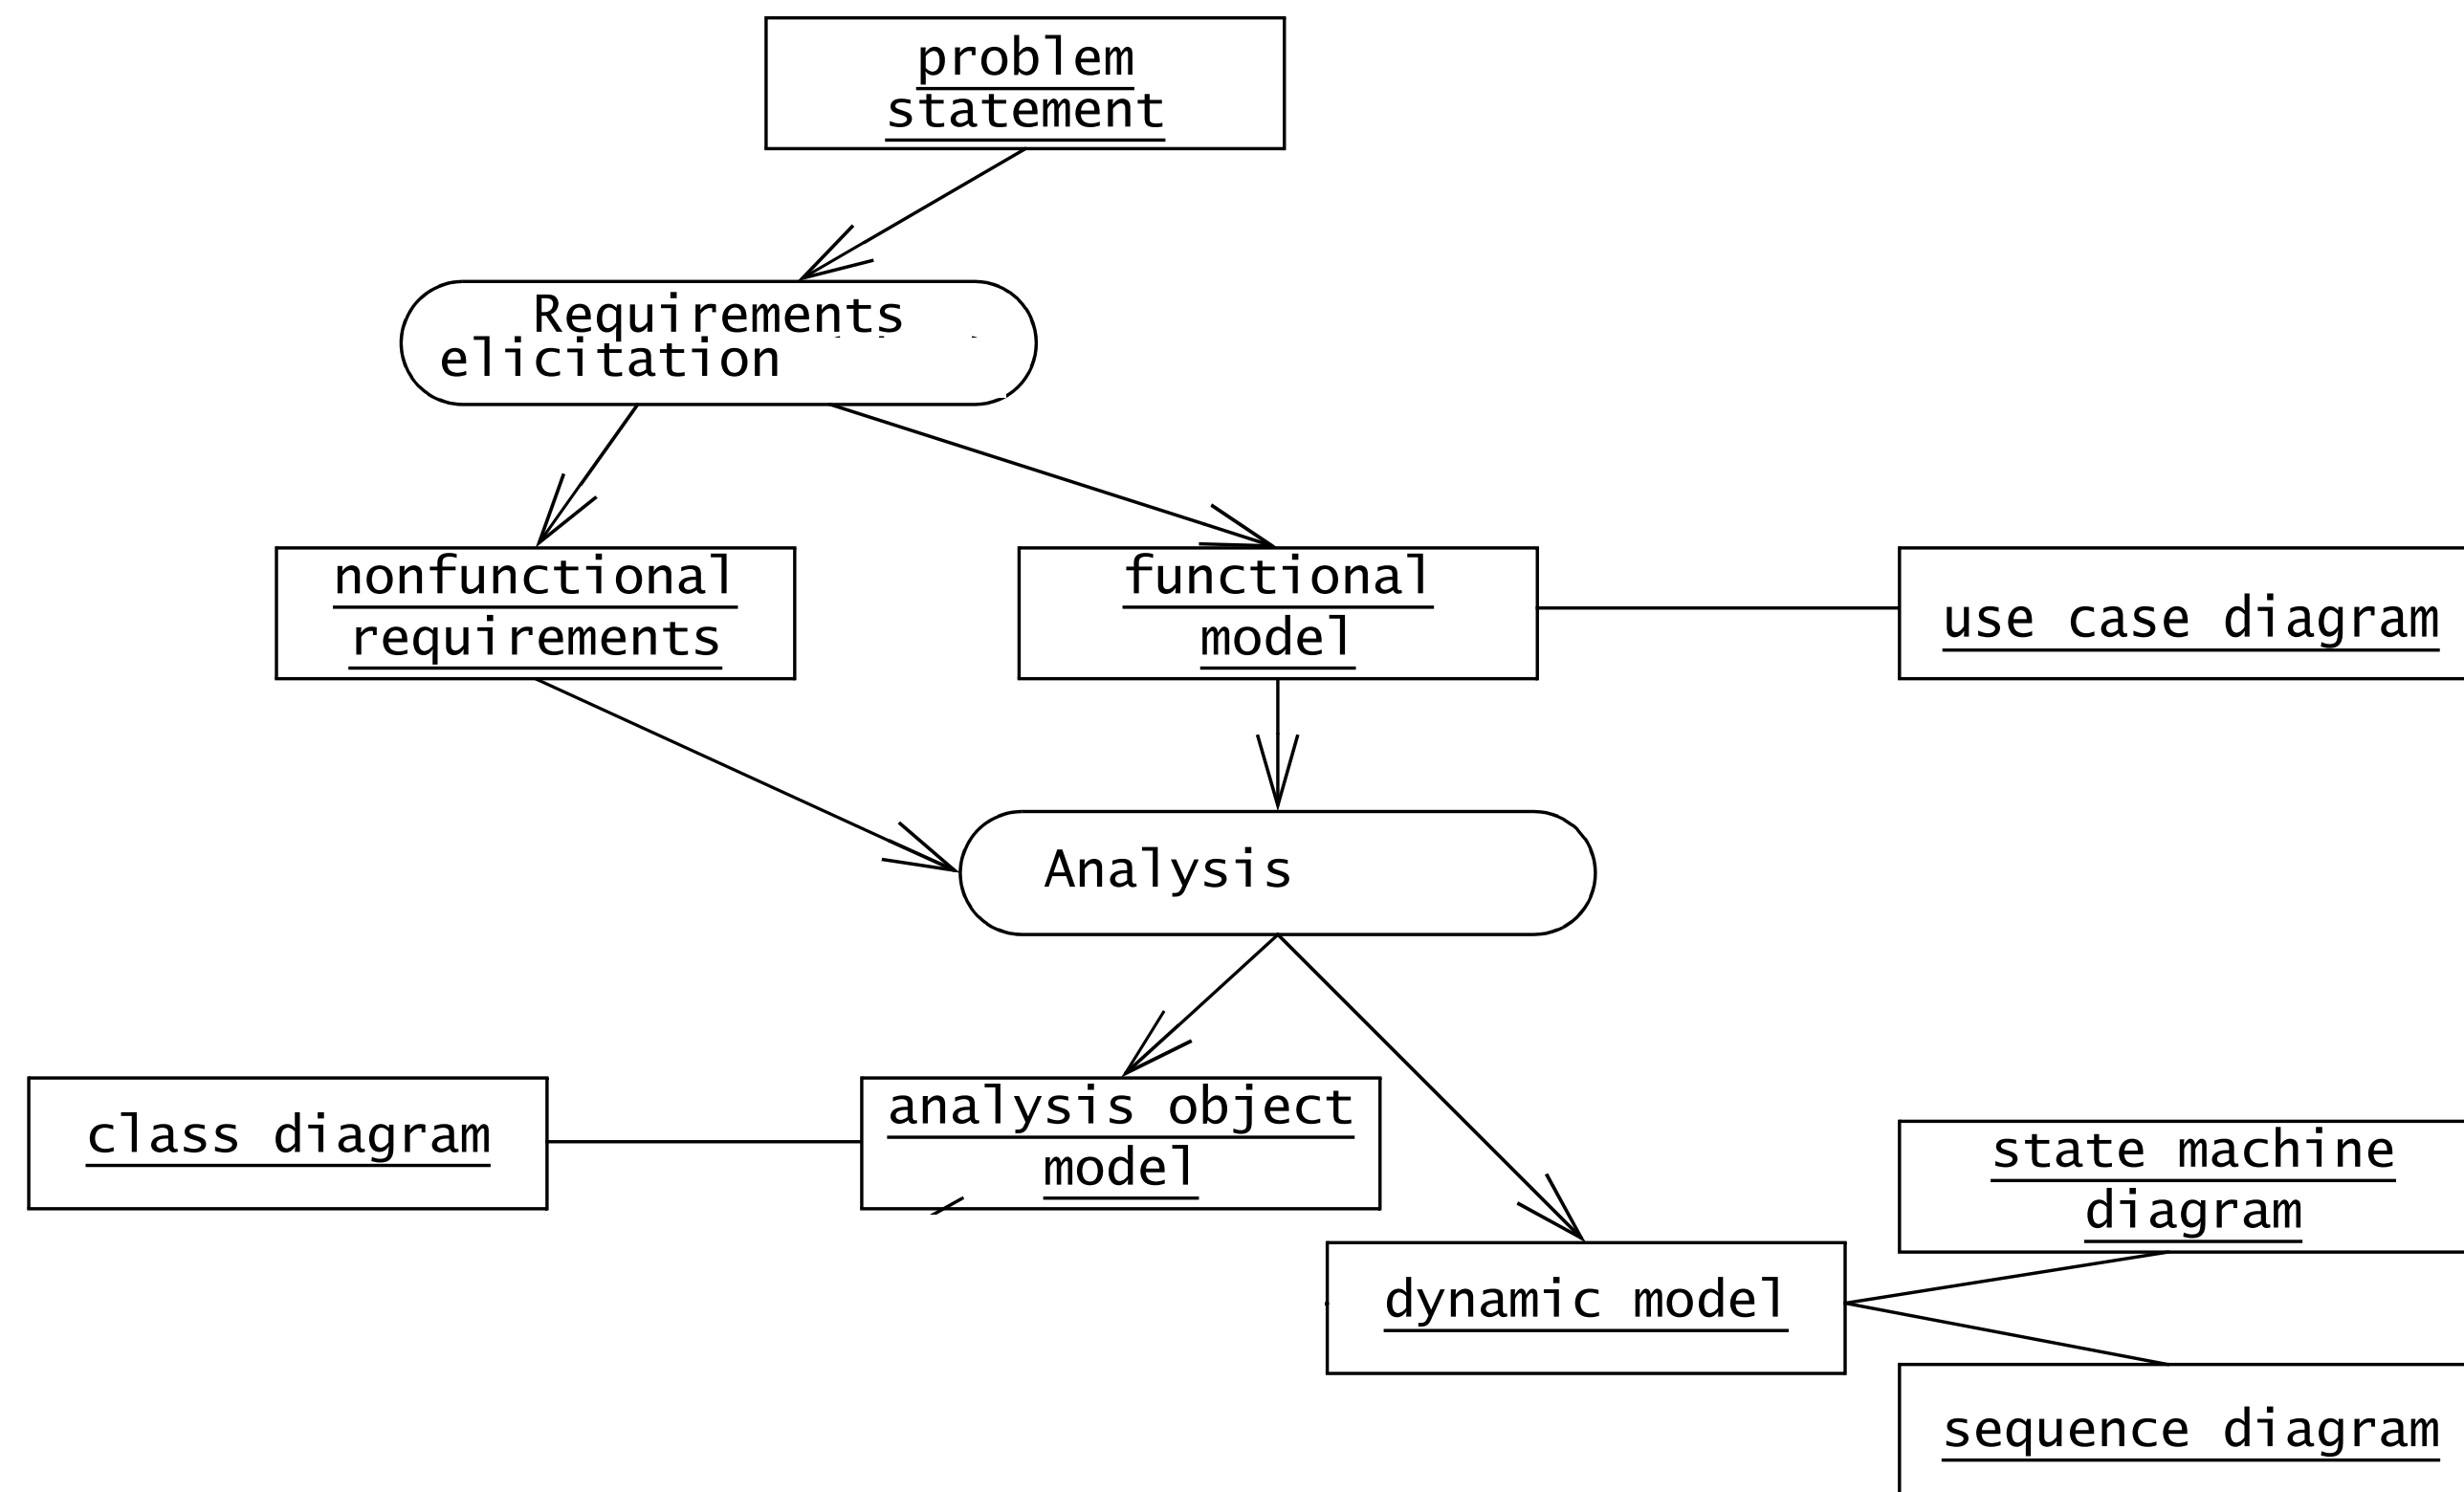 problem
statement
Requirements
elicitation
nonfunctional
requirements
functional
model
use case diagram
Analysis
class diagram
analysis object
model
state machine
diagram
dynamic model
sequence diagram